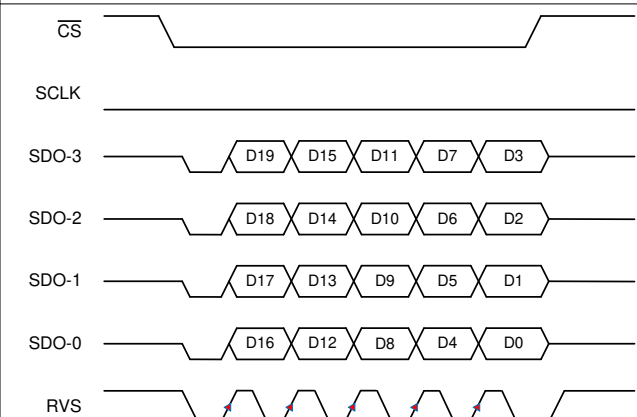 CS
SCLK
SDO-3 D19 D15 D11 D7 D3
SDO-2 D18 D14 D10 D6 D2
SDO-1 D17 D13 D9 D5 D1
SDO-0 D16 D12 D8 D4 D0
RVS